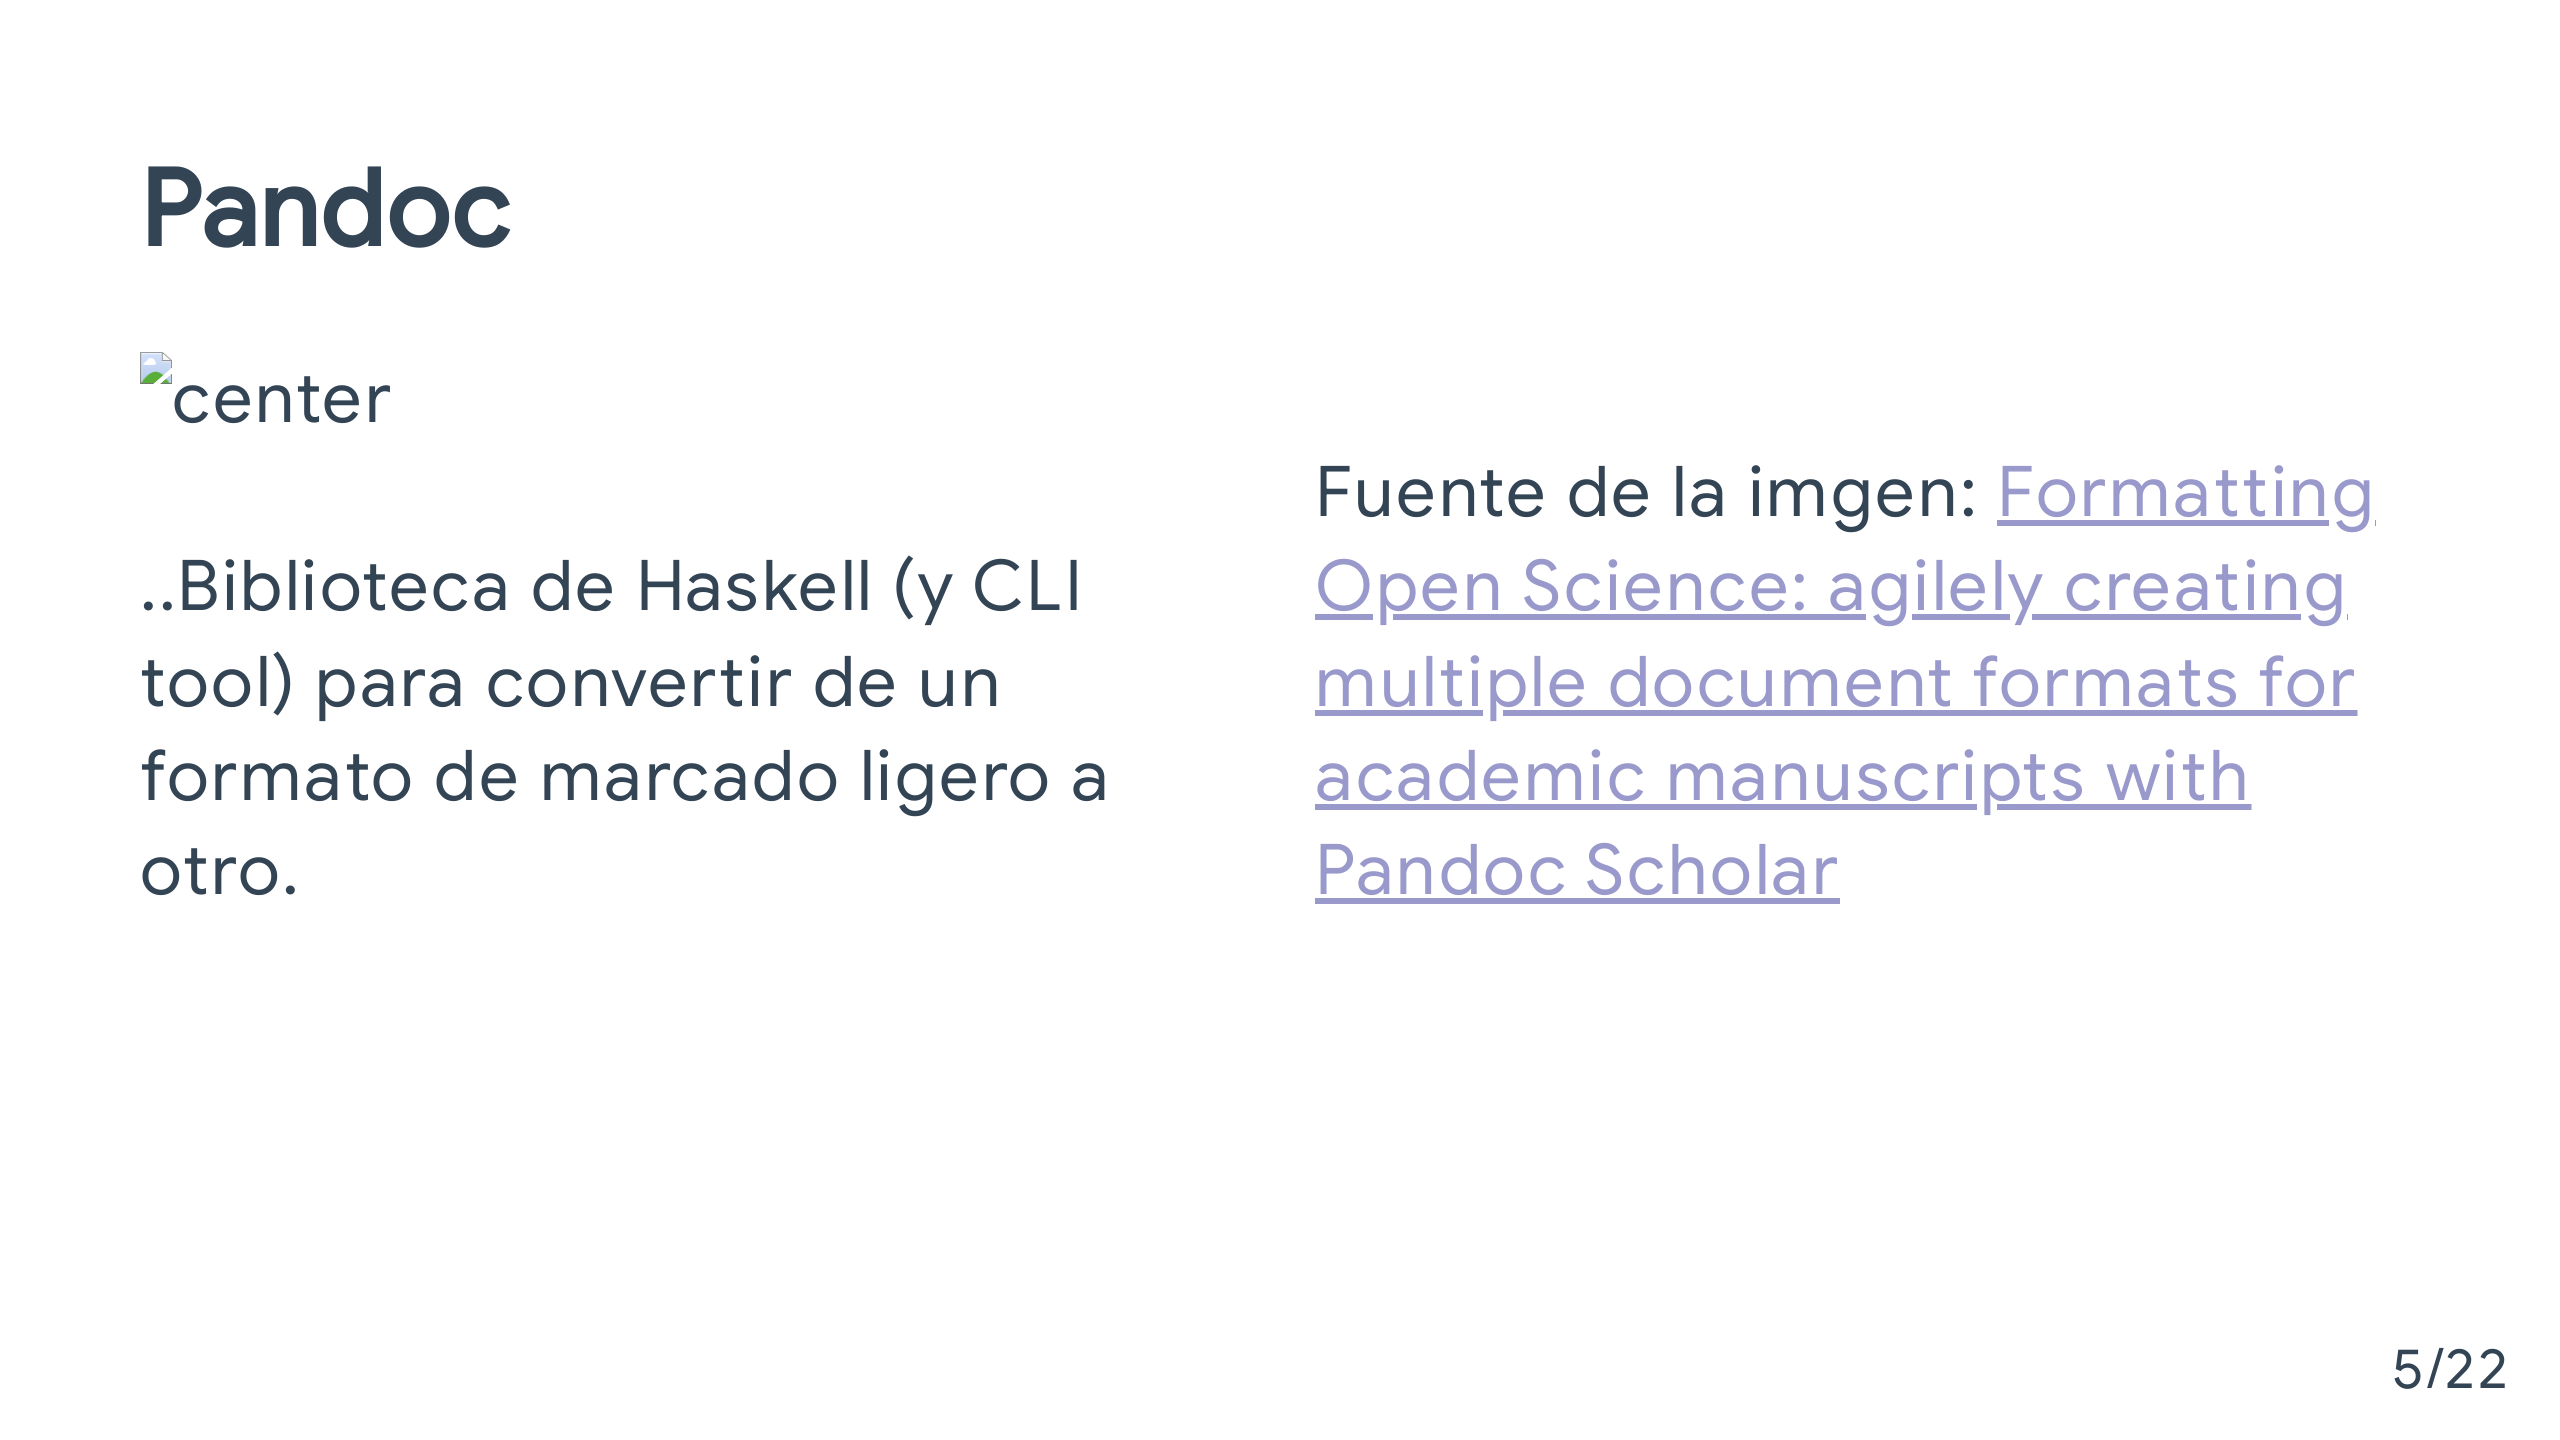 Pandoc
center
..Biblioteca de Haskell (y CLI
tool) para convertir de un
formato de marcado ligero a
otro.
Fuente de la imgen: Formatting
Open Science: agilely creating
multiple document formats for
academic manuscripts with
Pandoc Scholar
5/22